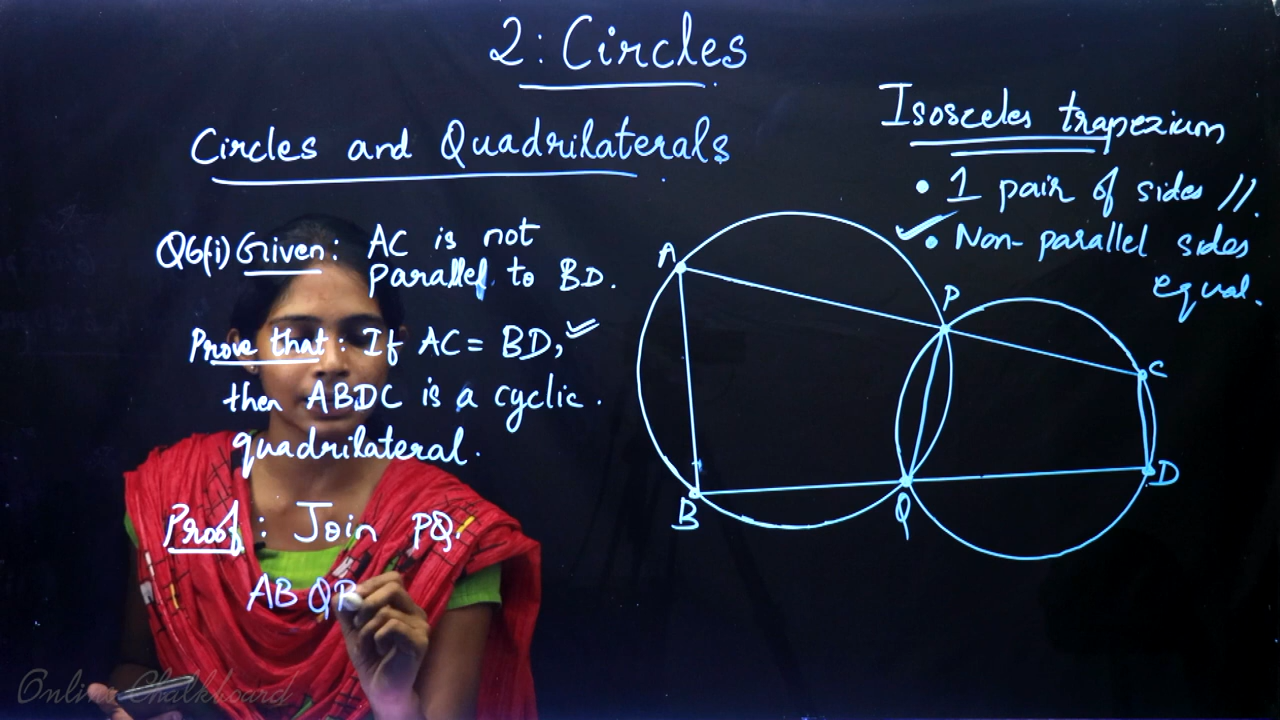 2: Circles
Circles and Quadrilaterals
Q6(i) Given: AC is not
parallel to BD.
Prove that: If AC = BD,
then ABDC is a cyclic.
quadrilateral.
Proof: Join PQ.
ABQP
Isosceles trapezium
• 1 pair of sides //.
• Non-parallel sides
equal.
A
P
C
B
Q
D
Online Chalkboard